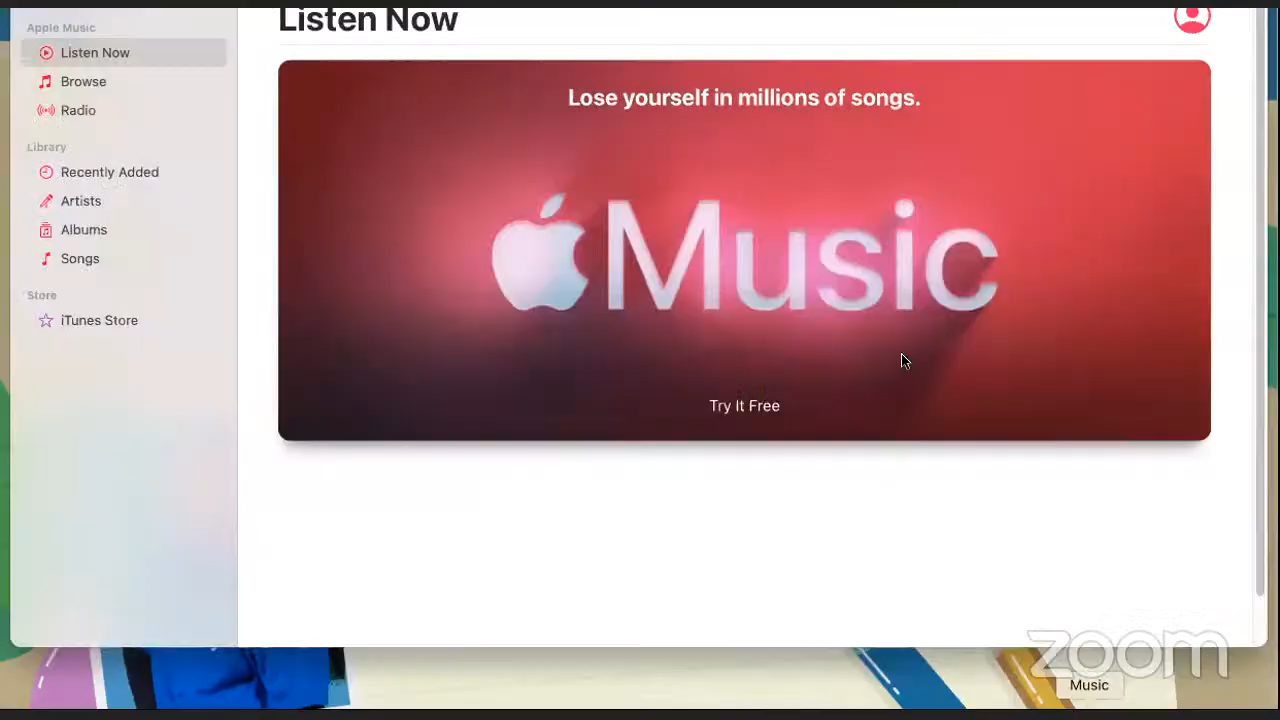 Apple Music
Listen Now
Browse
Radio
Library
Recently Added
Artists
Albums
Songs
Store
iTunes Store
Listen Now
Lose yourself in millions of songs.
Music
Try It Free
zoom
Music